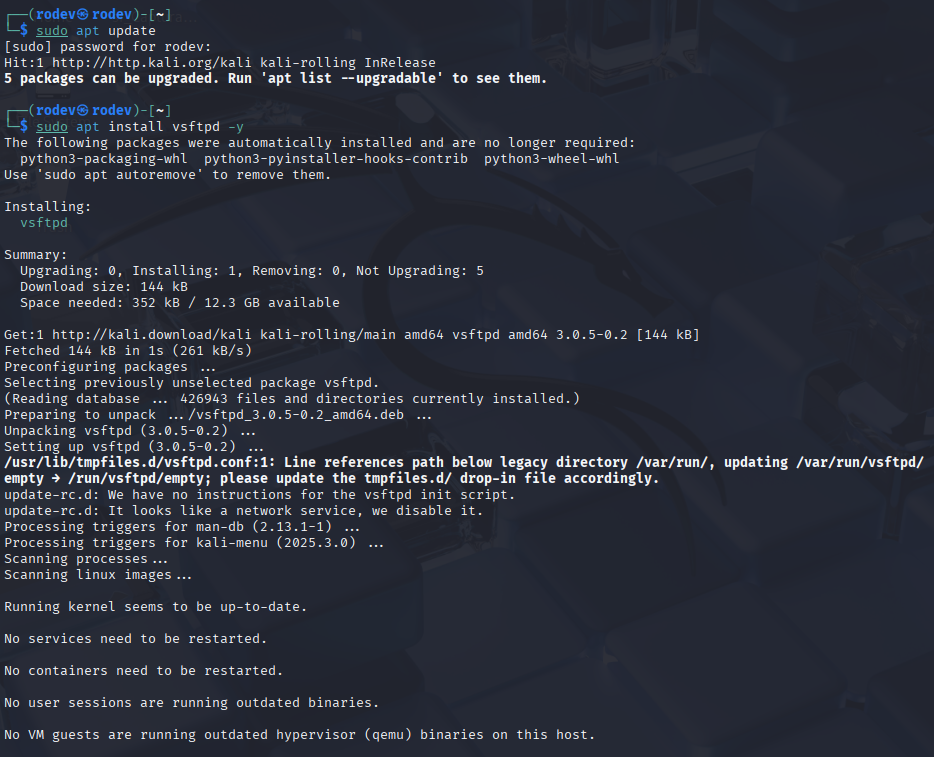 ┌──(rodev㉿rodev)-[~]
└─$ sudo apt update
[sudo] password for rodev:
Hit:1 http://http.kali.org/kali kali-rolling InRelease
5 packages can be upgraded. Run 'apt list --upgradable' to see them.
┌──(rodev㉿rodev)-[~]
└─$ sudo apt install vsftpd -y
The following packages were automatically installed and are no longer required:
  python3-packaging-whl  python3-pyinstaller-hooks-contrib  python3-wheel-whl
Use 'sudo apt autoremove' to remove them.
Installing:
  vsftpd
Summary:
  Upgrading: 0, Installing: 1, Removing: 0, Not Upgrading: 5
  Download size: 144 kB
  Space needed: 352 kB / 12.3 GB available
Get:1 http://kali.download/kali kali-rolling/main amd64 vsftpd amd64 3.0.5-0.2 [144 kB]
Fetched 144 kB in 1s (261 kB/s)
Preconfiguring packages ...
Selecting previously unselected package vsftpd.
(Reading database ... 426943 files and directories currently installed.)
Preparing to unpack .../vsftpd_3.0.5-0.2_amd64.deb ...
Unpacking vsftpd (3.0.5-0.2) ...
Setting up vsftpd (3.0.5-0.2) ...
/usr/lib/tmpfiles.d/vsftpd.conf:1: Line references path below legacy directory /var/run/, updating /var/run/vsftpd/
empty → /run/vsftpd/empty; please update the tmpfiles.d/ drop-in file accordingly.
update-rc.d: We have no instructions for the vsftpd init script.
update-rc.d: It looks like a network service, we disable it.
Processing triggers for man-db (2.13.1-1) ...
Processing triggers for kali-menu (2025.3.0) ...
Scanning processes...
Scanning linux images...
Running kernel seems to be up-to-date.
No services need to be restarted.
No containers need to be restarted.
No user sessions are running outdated binaries.
No VM guests are running outdated hypervisor (qemu) binaries on this host.